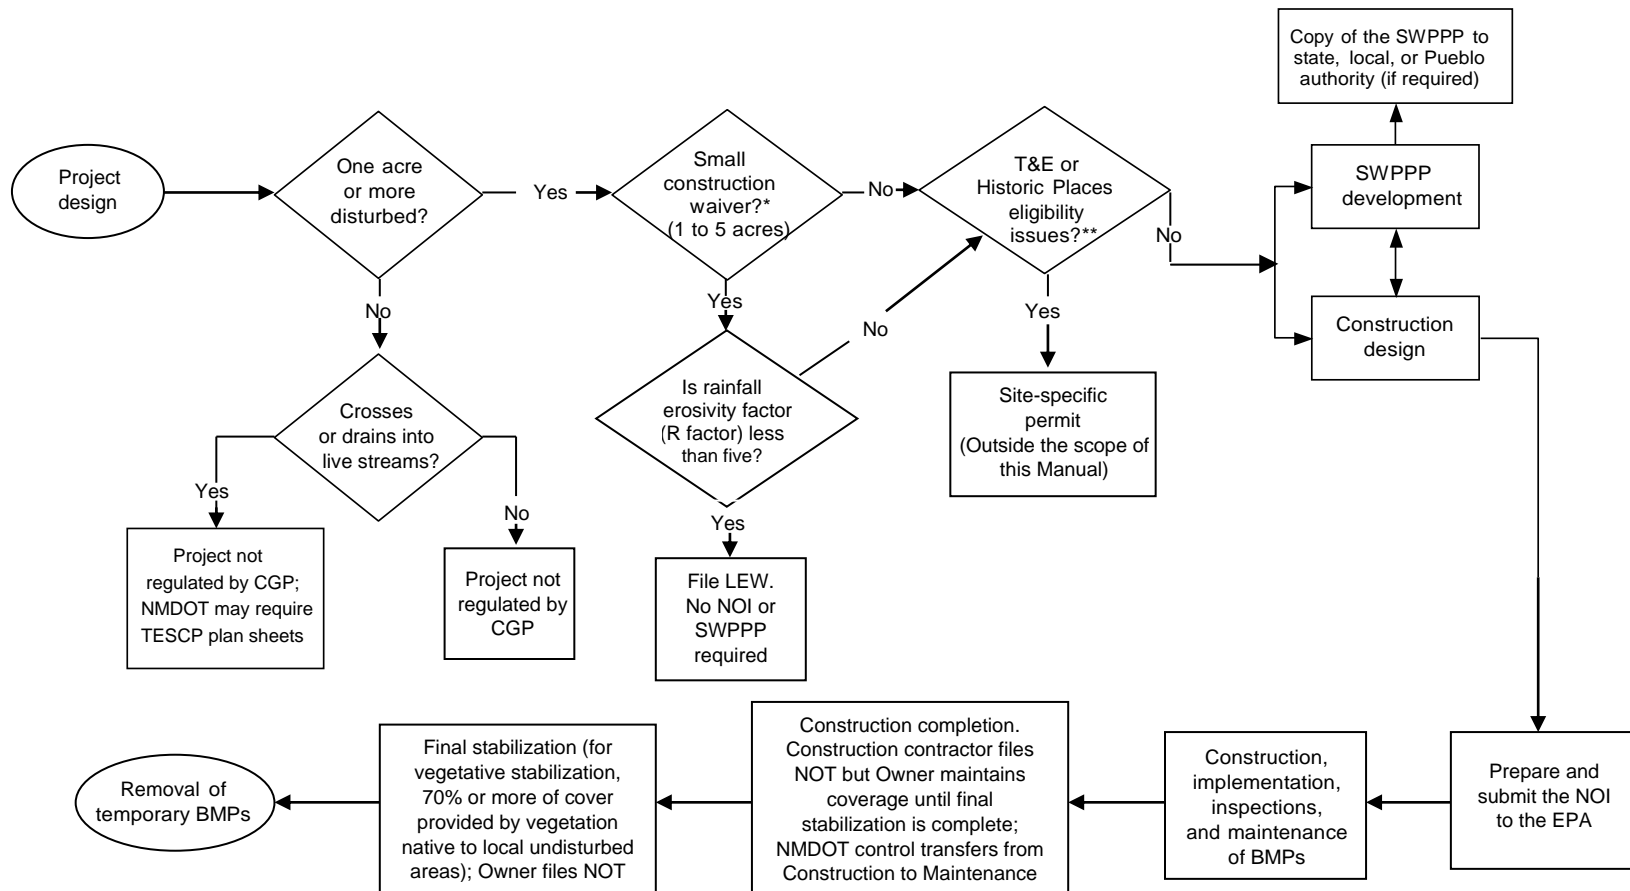 Copy of the SWPPP to
state, local, or Pueblo
authority (if required)
Project
design
One acre
or more
disturbed?
Yes
Small
construction
waiver?*
(1 to 5 acres)
No
T&E or
Historic Places
eligibility
issues?**
No
SWPPP
development
Construction
design
No
Yes
No
Yes
Crosses
or drains into
live streams?
Is rainfall
erosivity factor
(R factor) less
than five?
Site-specific
permit
(Outside the scope of
this Manual)
Yes
No
Yes
Project not
regulated by CGP;
NMDOT may require
TESCP plan sheets
Project not
regulated by
CGP
File LEW.
No NOI or
SWPPP
required
Removal of
temporary BMPs
Final stabilization (for
vegetative stabilization,
70% or more of cover
provided by vegetation
native to local undisturbed
areas); Owner files NOT
Construction completion.
Construction contractor files
NOT but Owner maintains
coverage until final
stabilization is complete;
NMDOT control transfers from
Construction to Maintenance
Construction,
implementation,
inspections,
and maintenance
of BMPs
Prepare and
submit the NOI
to the EPA